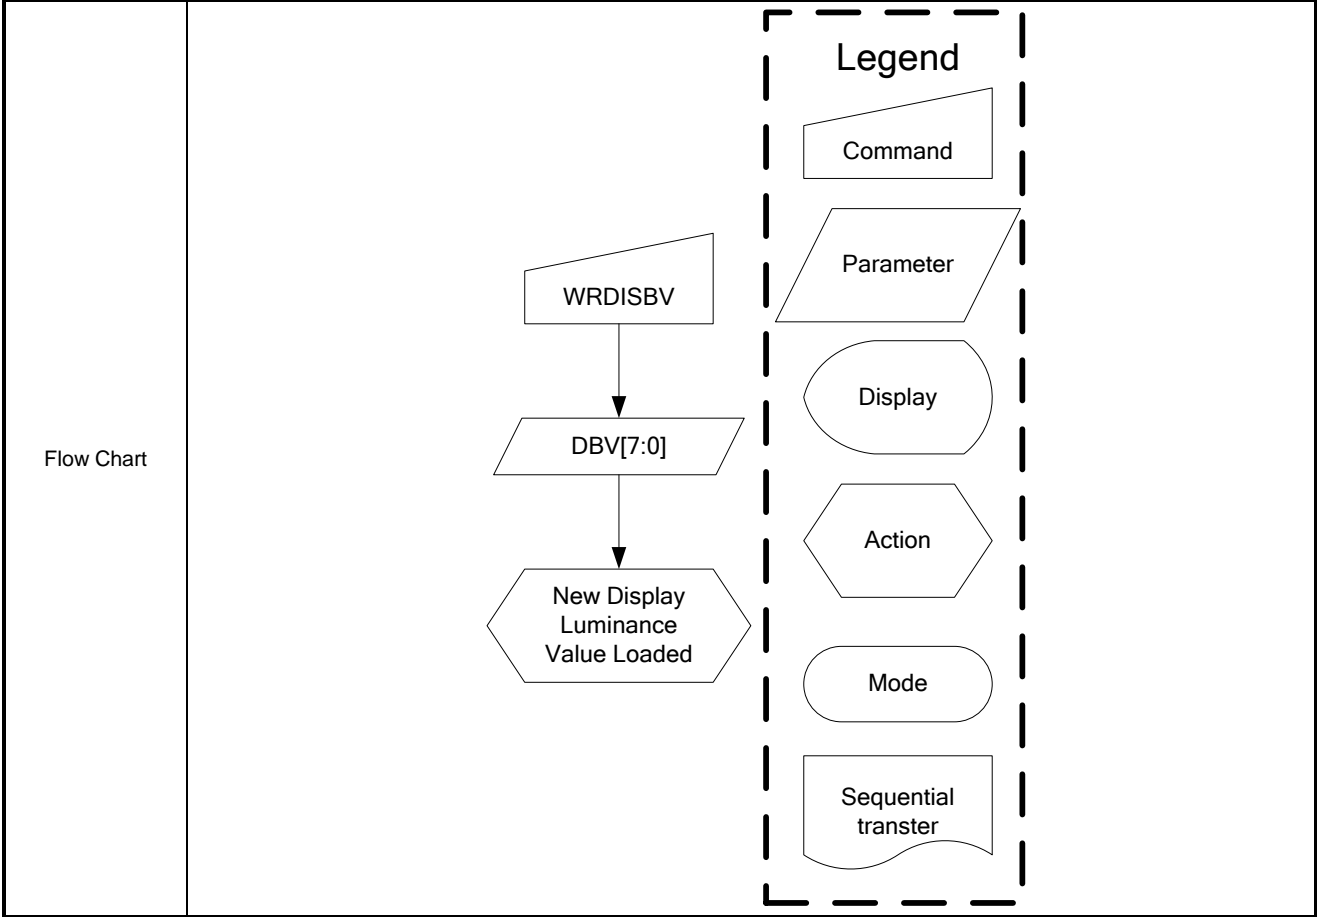 Flow Chart
WRDISBV
DBV[7:0]
New Display
Luminance
Value Loaded
Legend
Command
Parameter
Display
Action
Mode
Sequential
transter